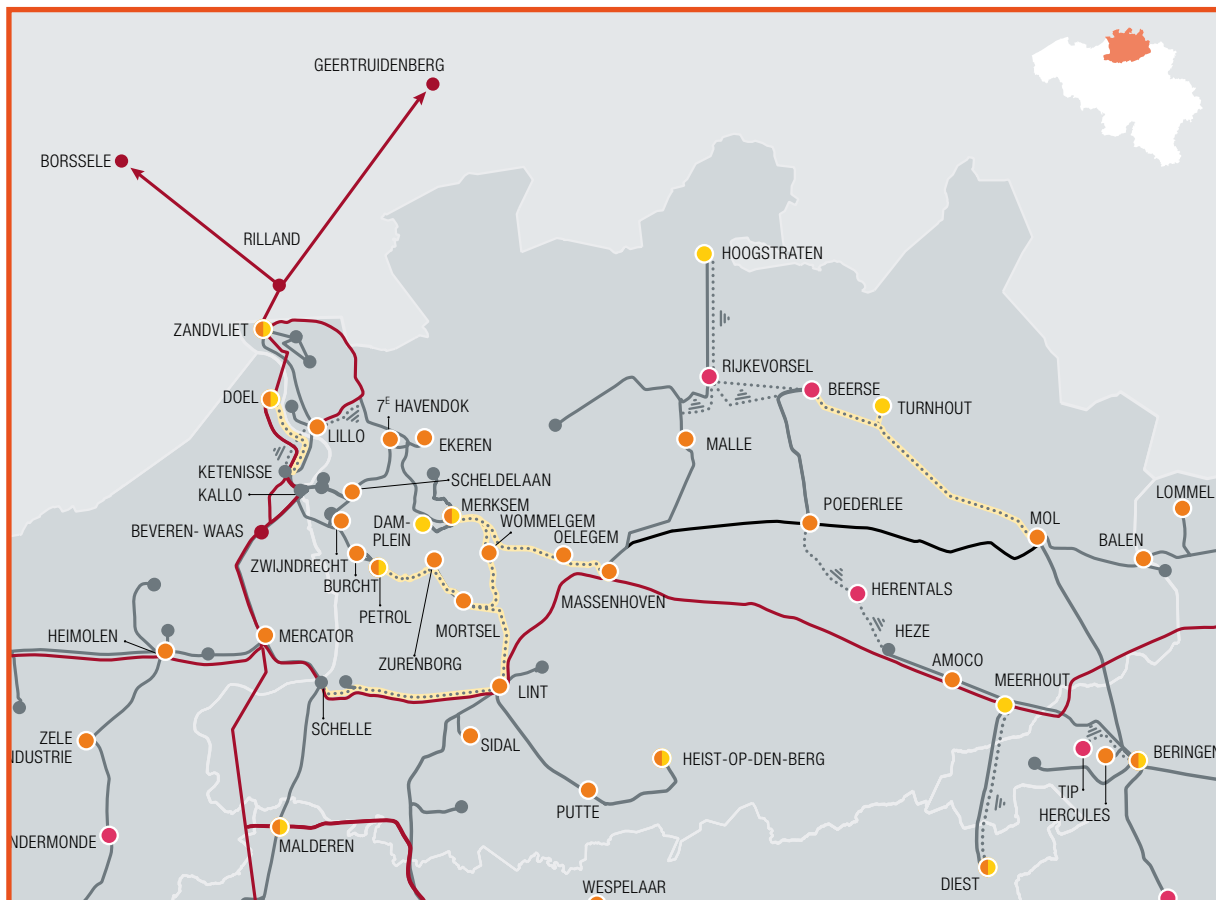 GEERTRUIDENBERG
BORSSELE
RILLAND
HOOGSTRATEN
ZANDVLIET
RIJKEVORSEL
BEERSE
DOEL
7E HAVENDOK
TURNHOUT
LILLO
EKEREN
MALLE
KETENISSE
SCHELDELAAN
KALLO
LOMMEL
MERKSEM
POEDERLEE
BEVEREN- WAAS
DAM-
PLEIN
WOMMELGEM
OELEGEM
MOL
BALEN
ZWIJNDRECHT
BURCHT
HERENTALS
MASSENHOVEN
PETROL
MORTSEL
HEIMOLEN
MERCATOR
HEZE
ZURENBORG
AMOCO
MEERHOUT
LINT
SCHELLE
ZELE
NDUSTRIE
SIDAL
HEIST-OP-DEN-BERG
BERINGEN
TIP
HERCULES
PUTTE
NDERMONDE
MALDEREN
DIEST
WESPELAAR